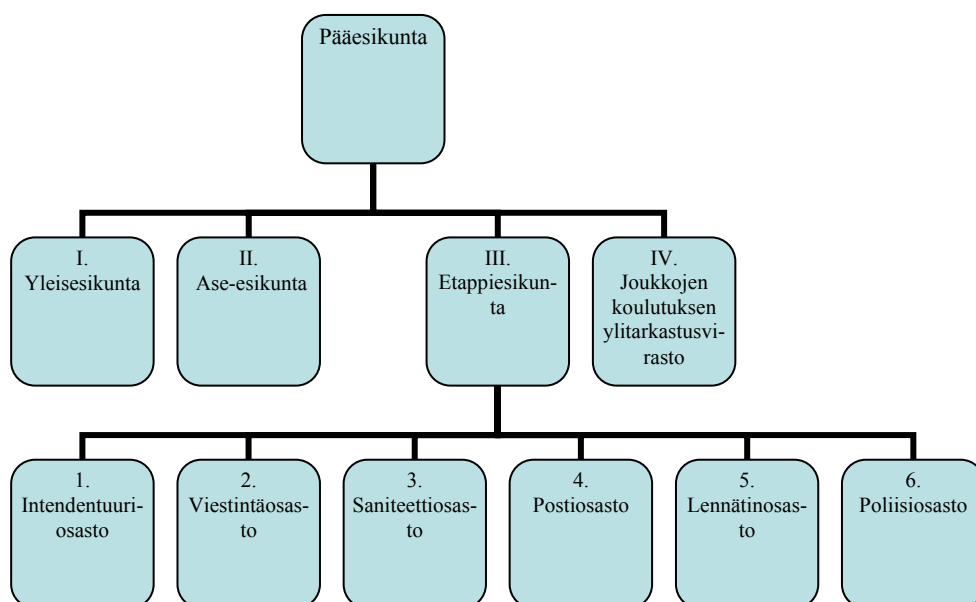 Pääesikunta
I.
Yleisesikunta
II.
Ase-esikunta
III.
Etappiesikun-
ta
IV.
Joukkojen
koulutuksen
ylitarkastusvi-
rasto
1.
Intendentuuri-
osasto
2.
Viestintäosas-
to
3.
Saniteettiosas-
to
4.
Postiosasto
5.
Lennätinosas-
to
6.
Poliisiosasto